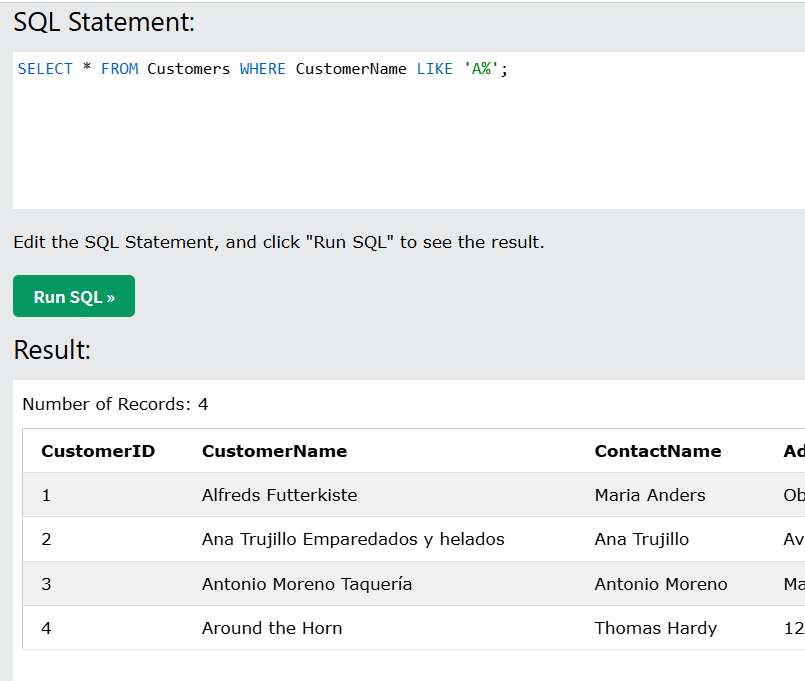 SQL Statement:
SELECT * FROM Customers WHERE CustomerName LIKE 'A%';
Edit the SQL Statement, and click "Run SQL" to see the result.
Run SQL »
Result:
Number of Records: 4
CustomerID CustomerName ContactName Ad
1 Alfreds Futterkiste Maria Anders Ob
2 Ana Trujillo Emparedados y helados Ana Trujillo Av
3 Antonio Moreno Taquería Antonio Moreno Ma
4 Around the Horn Thomas Hardy 12